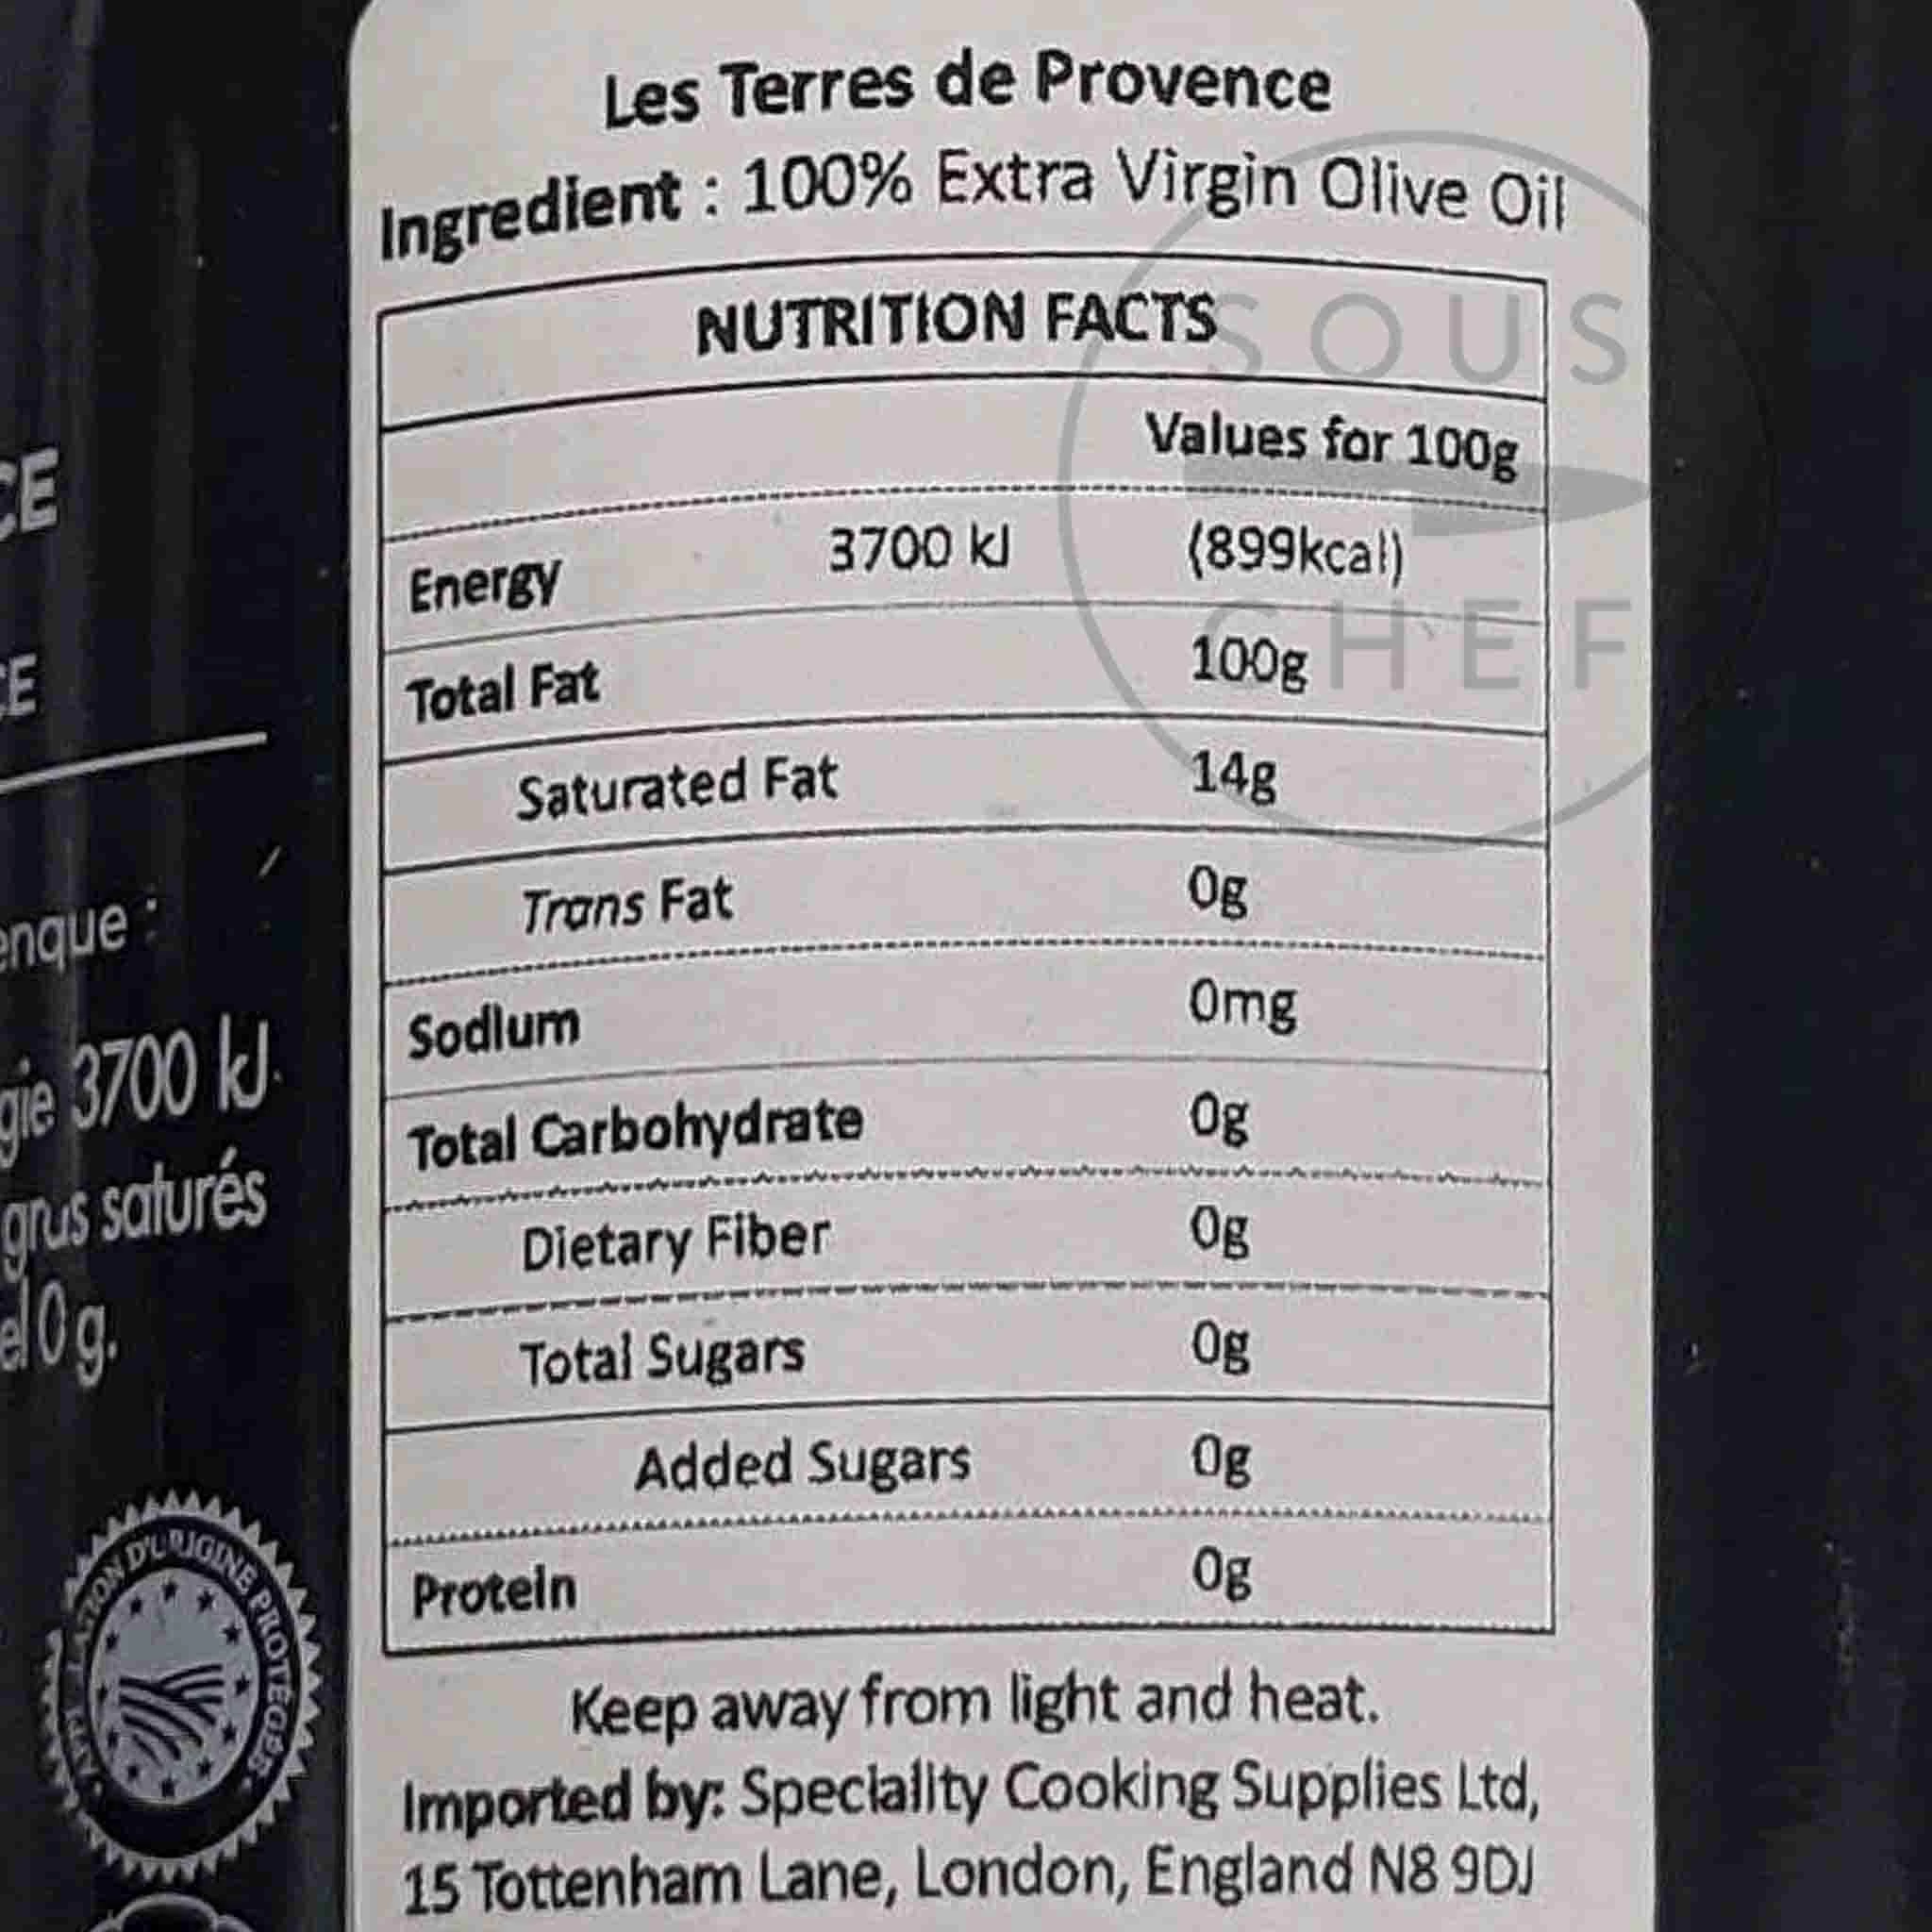 Les Terres de Provence
Ingredient : 100% Extra Virgin Olive Oil
NUTRITION FACTS
Values for 100g
Energy 3700 kJ (899kcal)
Total Fat 100g
Saturated Fat 14g
Trans Fat 0g
Sodium 0mg
Total Carbohydrate 0g
Dietary Fiber 0g
Total Sugars 0g
Added Sugars 0g
Protein 0g
Keep away from light and heat.
Imported by: Speciality Cooking Supplies Ltd,
15 Tottenham Lane, London, England N8 9DJ
SOUS
CHEF
CE
CE
enque :
gie 3700 kJ
gras saturés
el 0 g.
D'ORIGINE PROTÉGÉE